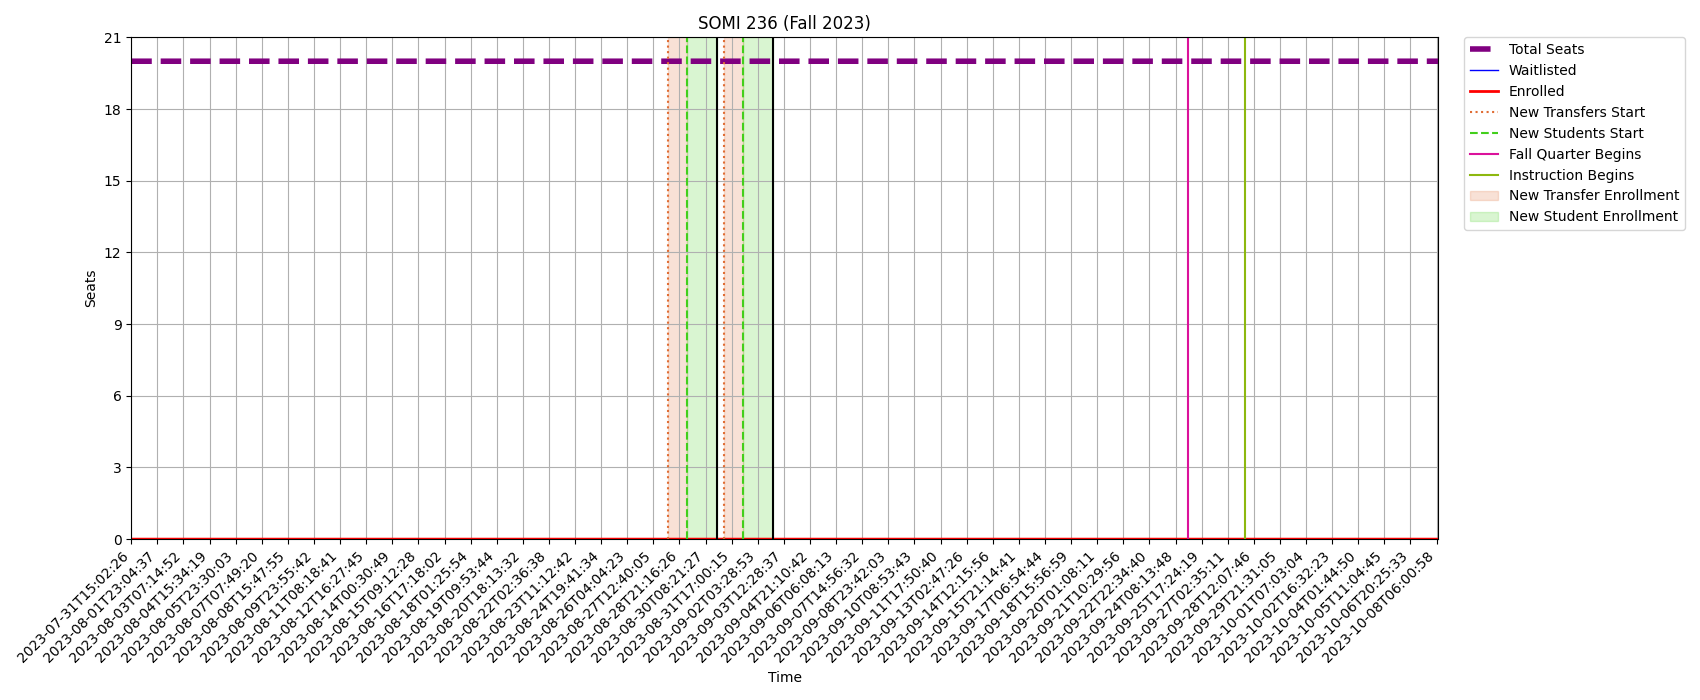 SOMI 236 (Fall 2023)
21
18
15
12
9
6
3
0
Seats
Total Seats
Waitlisted
Enrolled
New Transfers Start
New Students Start
Fall Quarter Begins
Instruction Begins
New Transfer Enrollment
New Student Enrollment
2023-07-31T15:02:26
2023-08-01T23:04:37
2023-08-03T07:14:52
2023-08-04T15:34:19
2023-08-05T23:30:03
2023-08-07T07:49:20
2023-08-08T15:47:55
2023-08-09T23:55:42
2023-08-11T08:18:41
2023-08-12T16:27:45
2023-08-14T00:30:49
2023-08-15T09:12:28
2023-08-16T17:18:02
2023-08-18T01:25:54
2023-08-19T09:53:44
2023-08-20T18:13:32
2023-08-22T02:36:38
2023-08-23T11:12:42
2023-08-24T19:41:34
2023-08-26T04:04:23
2023-08-27T12:40:05
2023-08-28T21:16:26
2023-08-30T08:21:27
2023-08-31T17:00:15
2023-09-02T03:28:53
2023-09-03T12:28:37
2023-09-04T21:10:42
2023-09-06T06:08:13
2023-09-07T14:56:32
2023-09-08T23:42:03
2023-09-10T08:53:43
2023-09-11T17:50:40
2023-09-13T02:47:26
2023-09-14T12:15:56
2023-09-15T21:14:41
2023-09-17T06:54:44
2023-09-18T15:56:59
2023-09-20T01:08:11
2023-09-21T10:29:56
2023-09-22T22:34:40
2023-09-24T08:13:48
2023-09-25T17:24:19
2023-09-27T02:35:11
2023-09-28T12:07:46
2023-09-29T21:31:05
2023-10-01T07:03:04
2023-10-02T16:32:23
2023-10-04T01:44:50
2023-10-05T11:04:45
2023-10-06T20:25:33
2023-10-08T06:00:58
Time